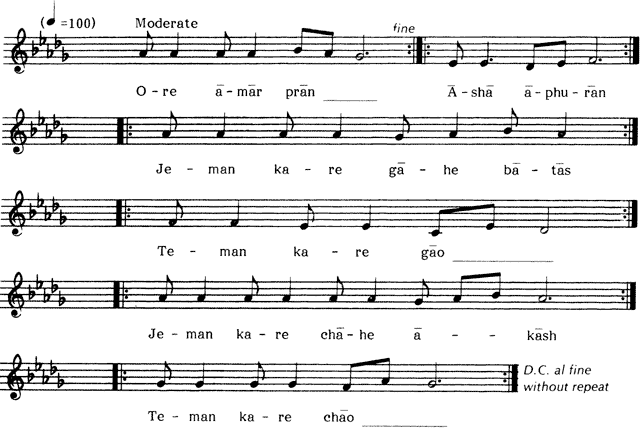 (♩=100) Moderate
fine
O-re ā-mār prān ______ Ā-shā ā-phu-rān
Je-man ka-re gā-he bā-tās
Te-man ka-re gāo ______
Je-man ka-re chā-he ā--kāsh
D.C. al fine
without repeat
Te-man ka-re chāo ______